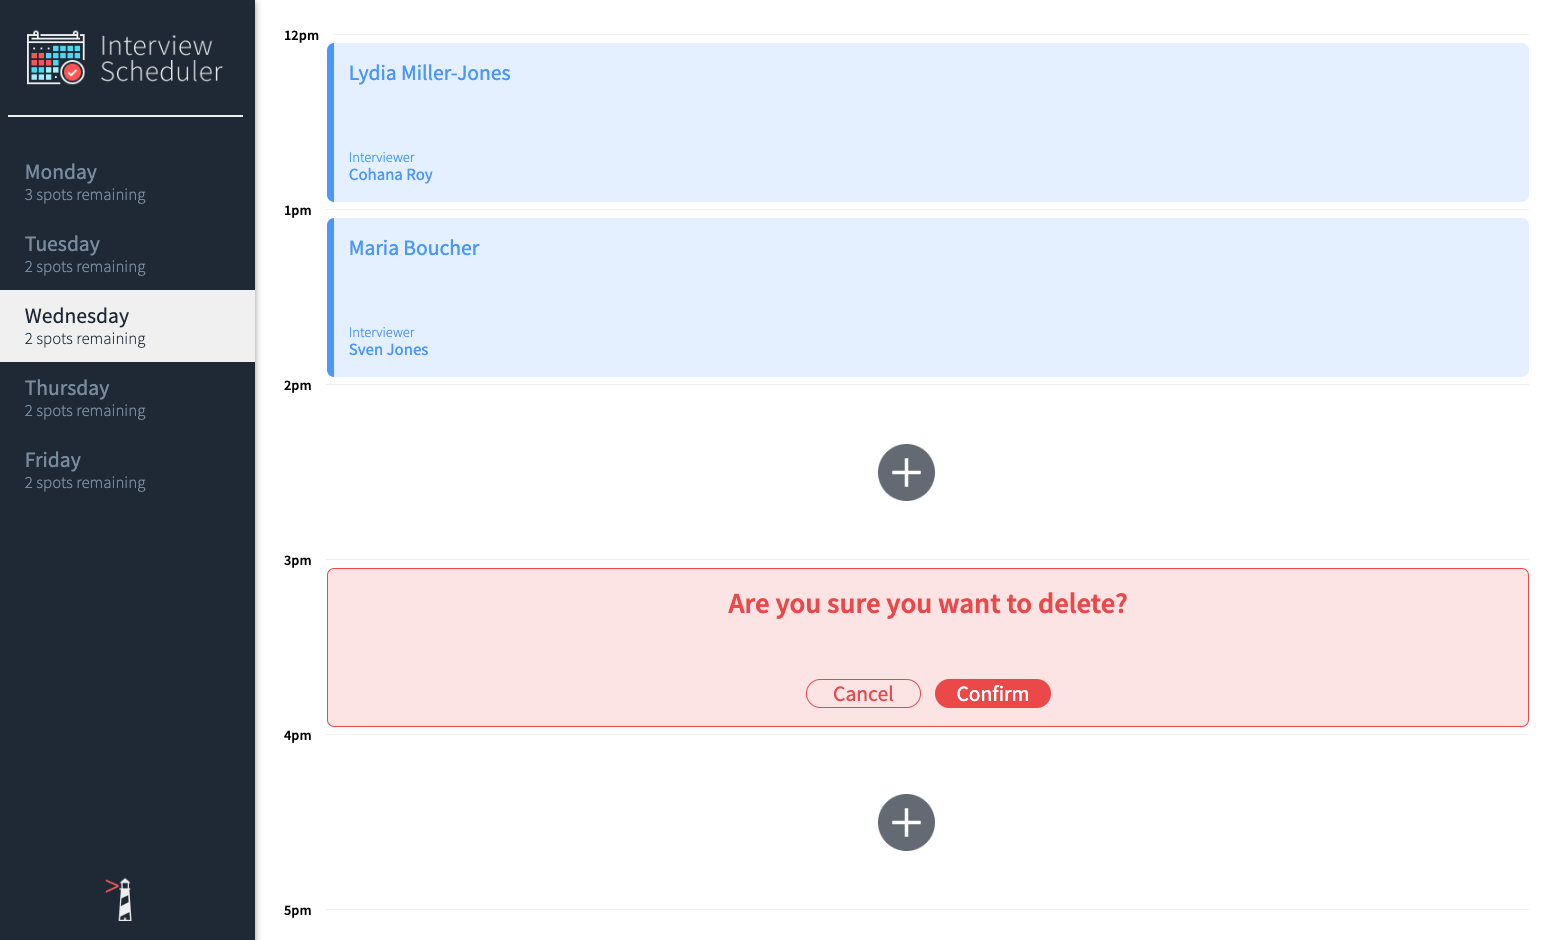 Interview
Scheduler
Monday
3 spots remaining
Tuesday
2 spots remaining
Wednesday
2 spots remaining
Thursday
2 spots remaining
Friday
2 spots remaining
12pm
Lydia Miller-Jones
Interviewer
Cohana Roy
1pm
Maria Boucher
Interviewer
Sven Jones
2pm
3pm
Are you sure you want to delete?
Cancel
Confirm
4pm
5pm